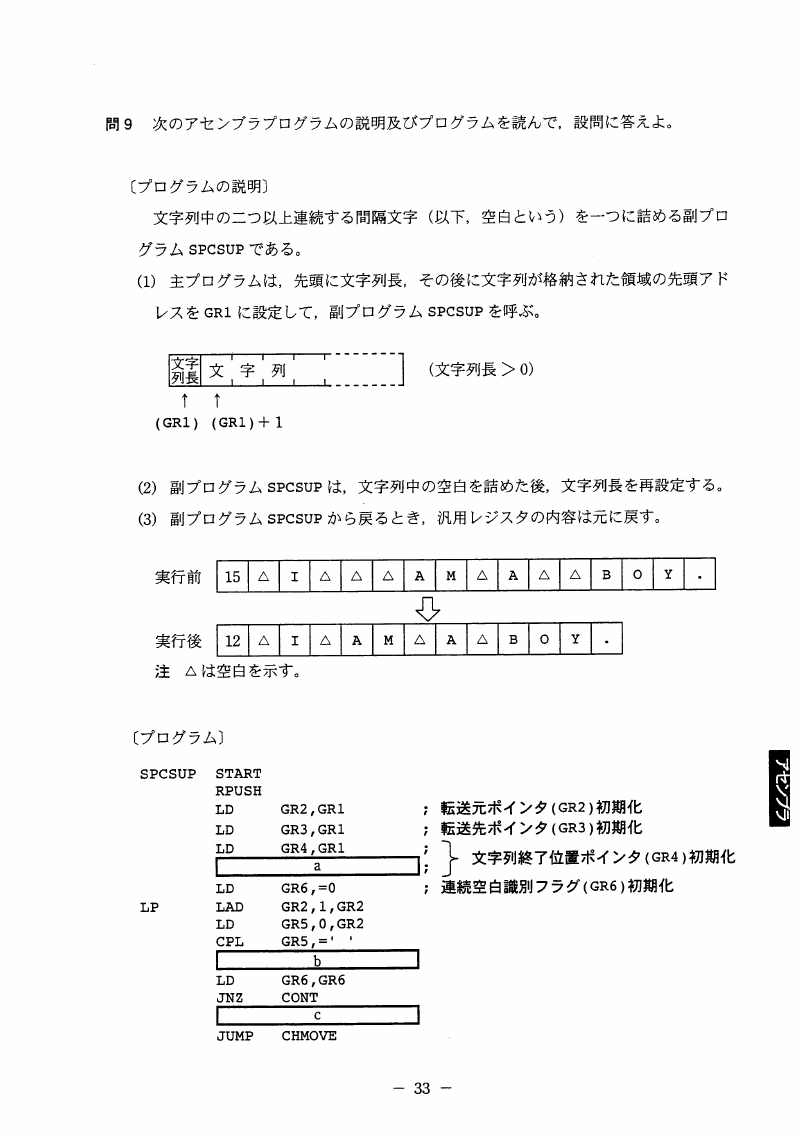 問9 次のアセンブラプログラムの説明及びプログラムを読んで，設問に答えよ。
〔プログラムの説明〕
文字列中の二つ以上連続する間隔文字（以下，空白という）を一つに詰める副プロ
グラム SPCSUP である。
(1) 主プログラムは，先頭に文字列長，その後に文字列が格納された領域の先頭アド
レスを GR1 に設定して，副プログラム SPCSUP を呼ぶ。
文字列長 文 字 列 （文字列長 > 0）
↑ ↑
(GR1) (GR1)+1
(2) 副プログラム SPCSUP は，文字列中の空白を詰めた後，文字列長を再設定する。
(3) 副プログラム SPCSUP から戻るとき，汎用レジスタの内容は元に戻す。
実行前 15 △ I △ △ △ A M △ A △ △ B O Y .
実行後 12 △ I △ A M △ A △ B O Y .
注 △は空白を示す。
〔プログラム〕
SPCSUP START
RPUSH
LD GR2,GR1 ; 転送元ポインタ(GR2)初期化
LD GR3,GR1 ; 転送先ポインタ(GR3)初期化
LD GR4,GR1 ;
a ; } 文字列終了位置ポインタ(GR4)初期化
LD GR6,=0 ; 連続空白識別フラグ(GR6)初期化
LP LAD GR2,1,GR2
LD GR5,0,GR2
CPL GR5,=' '
b
LD GR6,GR6
JNZ CONT
c
JUMP CHMOVE
アセンブラ
− 33 −